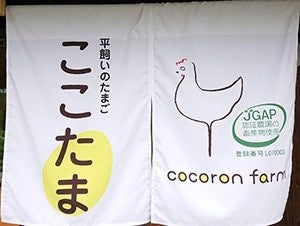 平飼いのたまご
ここたま
JGAP
認証農場の
畜産物使用
登録番号 L070003
cocoron farm